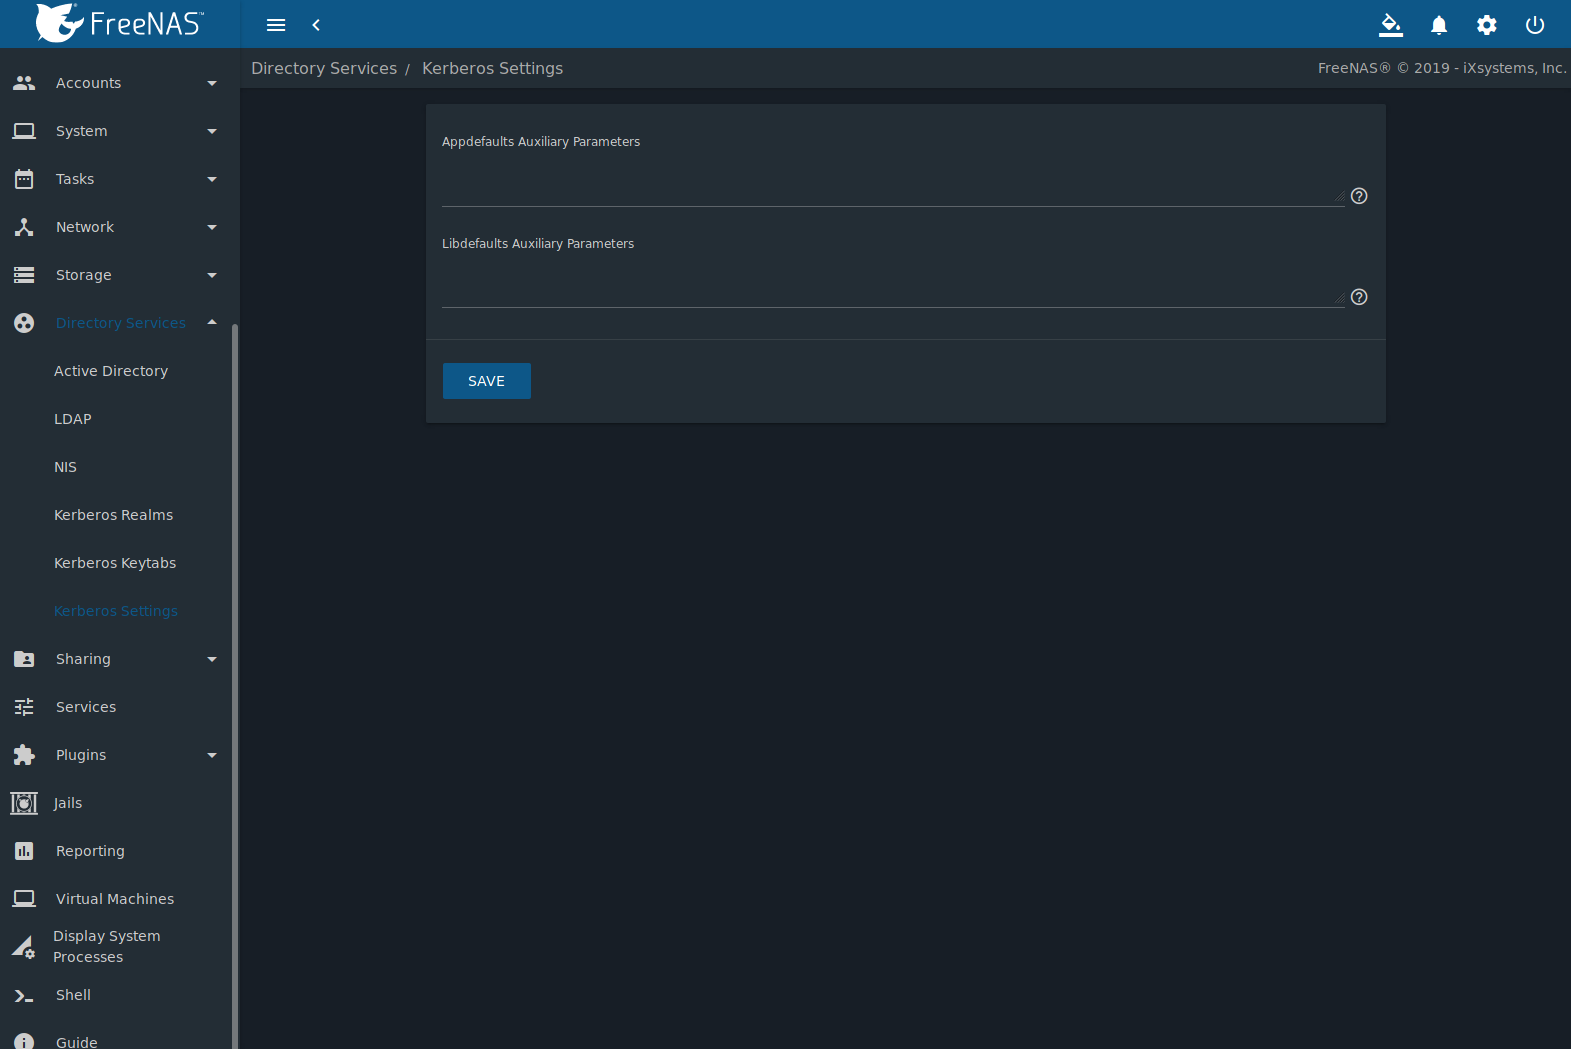 FreeNAS™
Directory Services / Kerberos Settings
FreeNAS® © 2019 - iXsystems, Inc.
Accounts
System
Tasks
Network
Storage
Directory Services
Active Directory
LDAP
NIS
Kerberos Realms
Kerberos Keytabs
Kerberos Settings
Sharing
Services
Plugins
Jails
Reporting
Virtual Machines
Display System
Processes
Shell
Guide
Appdefaults Auxiliary Parameters
Libdefaults Auxiliary Parameters
SAVE